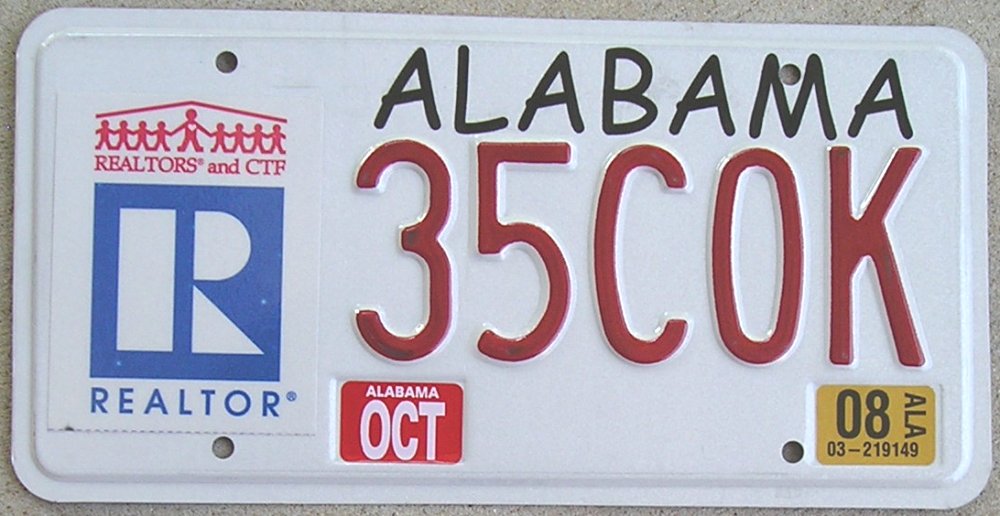 ALABAMA
REALTORS® and CTF
R
REALTOR®
35C0K
ALABAMA
OCT
08
ALA
03-219149